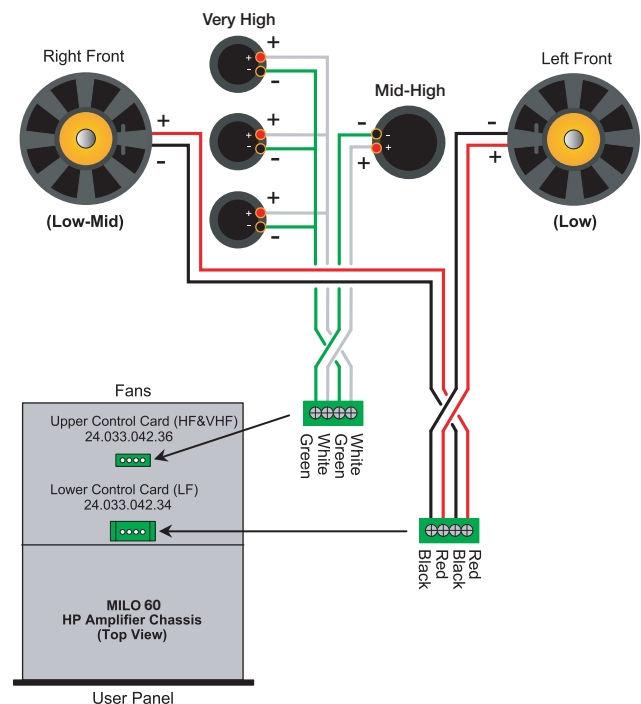 Very High
Right Front
Left Front
Mid-High
+
-
+
-
+
-
+
-
+
-
+
-
+
-
+
-
-
+
-
+
-
+
(Low-Mid)
(Low)
Fans
Upper Control Card (HF&VHF)
24.033.042.36
Lower Control Card (LF)
24.033.042.34
Green
White
Green
White
Black
Red
Black
Red
MILO 60
HP Amplifier Chassis
(Top View)
User Panel